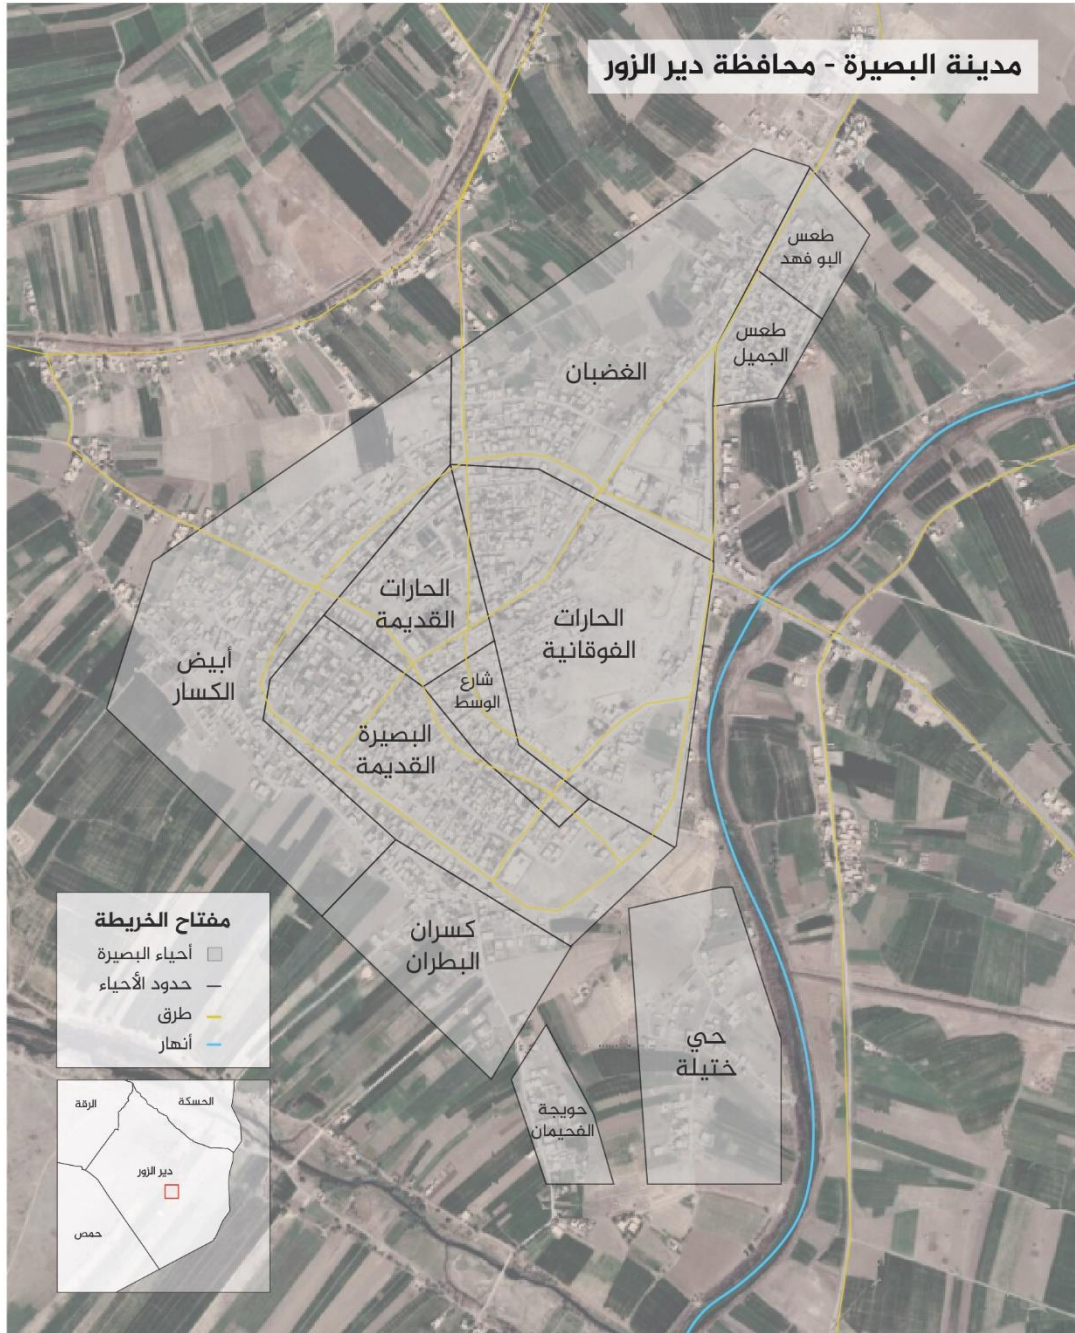 مدينة البصيرة - محافظة دير الزور
طعس
البو فهد
طعس
الجميل
الغضبان
الحارات
القديمة
الحارات
الفوقانية
أبيض
الكسار
شارع
الوسط
البصيرة
القديمة
كسران
البطران
حي
ختيلة
حويجة
الفحيمان
مفتاح الخريطة
أحياء البصيرة
حدود الأحياء
طرق
أنهار
الرقة
الحسكة
دير الزور
حمص